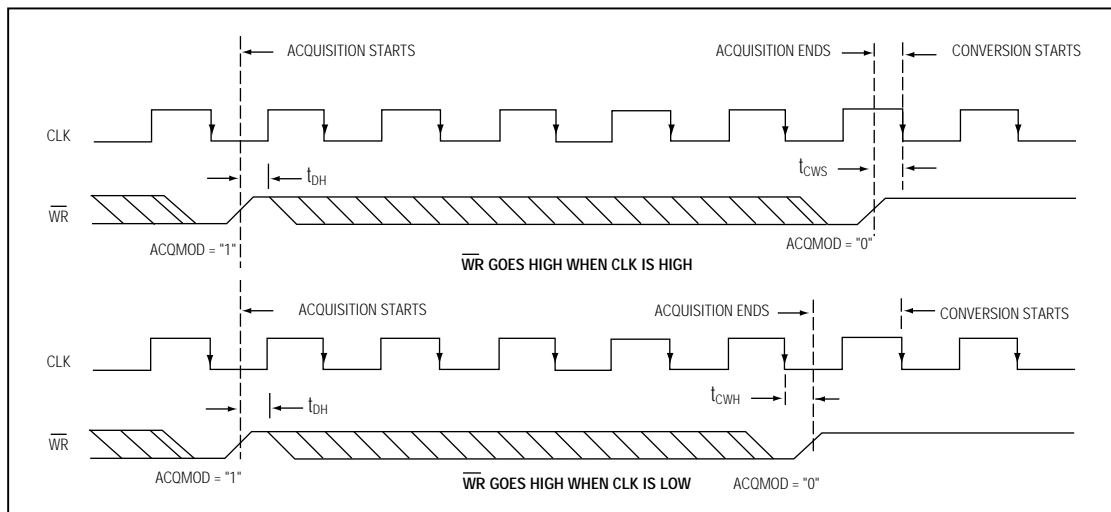 ACQUISITION STARTS
ACQUISITION ENDS
CONVERSION STARTS
CLK
tDH
tCWS
WR
ACQMOD = "1"
ACQMOD = "0"
WR GOES HIGH WHEN CLK IS HIGH
ACQUISITION STARTS
ACQUISITION ENDS
CONVERSION STARTS
CLK
tDH
tCWH
WR
ACQMOD = "1"
WR GOES HIGH WHEN CLK IS LOW
ACQMOD = "0"